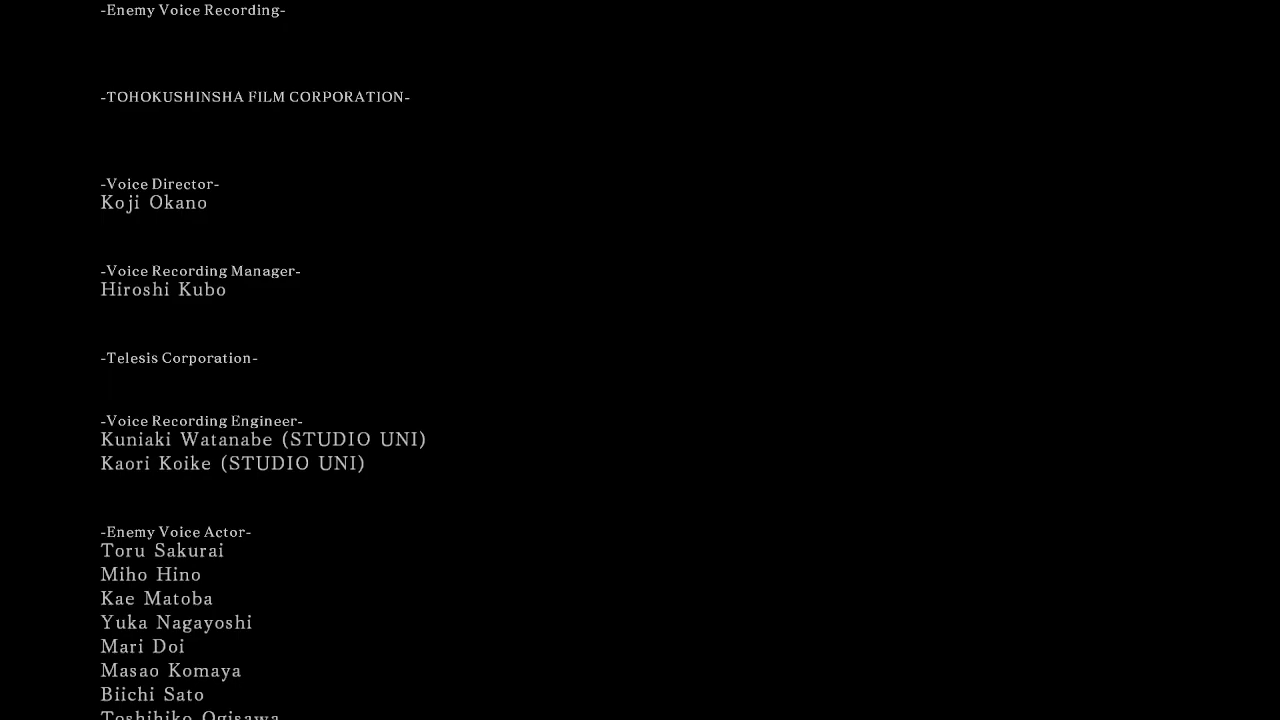 -Enemy Voice Recording-
-TOHOKUSHINSHA FILM CORPORATION-
-Voice Director-
Koji Okano
-Voice Recording Manager-
Hiroshi Kubo
-Telesis Corporation-
-Voice Recording Engineer-
Kuniaki Watanabe (STUDIO UNI)
Kaori Koike (STUDIO UNI)
-Enemy Voice Actor-
Toru Sakurai
Miho Hino
Kae Matoba
Yuka Nagayoshi
Mari Doi
Masao Komaya
Biichi Sato
Toshihiko Ogisawa